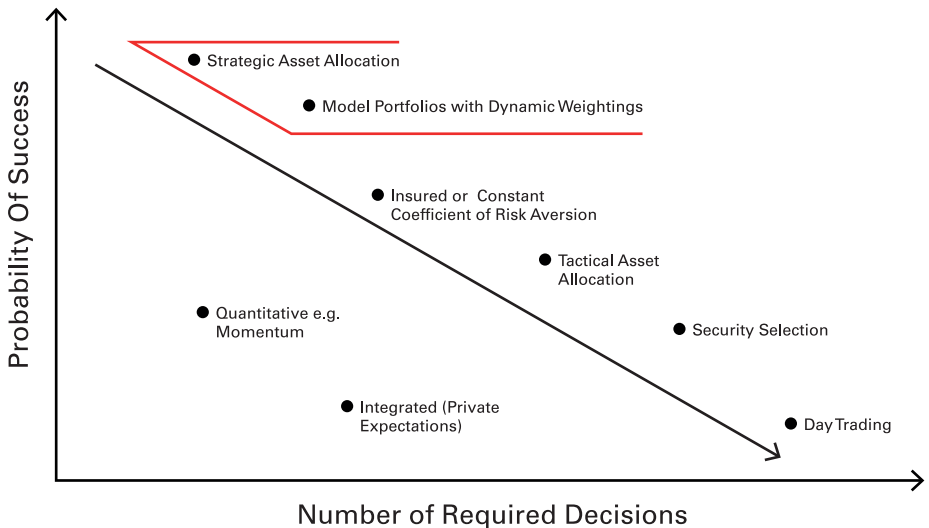 Probability Of Success
Strategic Asset Allocation
Model Portfolios with Dynamic Weightings
Insured or Constant
Coefficient of Risk Aversion
Tactical Asset
Allocation
Quantitative e.g.
Momentum
Security Selection
Integrated (Private
Expectations)
Day Trading
Number of Required Decisions